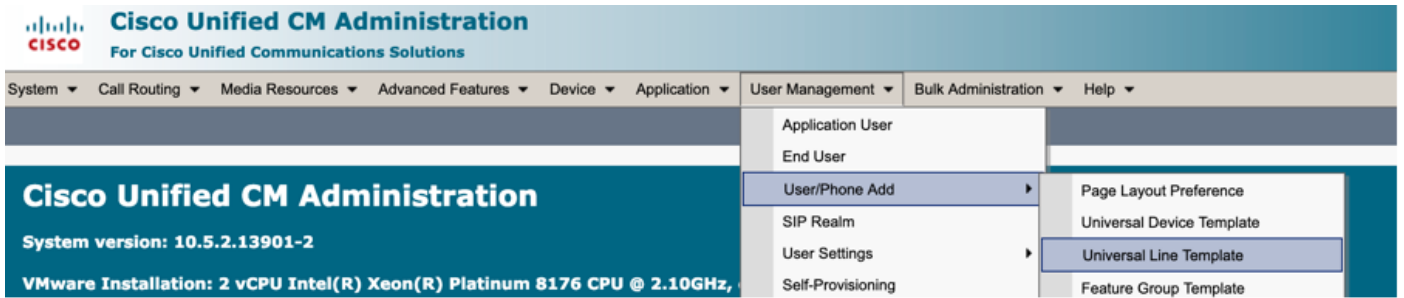 Cisco Unified CM Administration
CISCO
For Cisco Unified Communications Solutions
System Call Routing Media Resources Advanced Features Device Application User Management Bulk Administration Help
Application User
End User
User/Phone Add
SIP Realm
User Settings
Self-Provisioning
Page Layout Preference
Universal Device Template
Universal Line Template
Feature Group Template
Cisco Unified CM Administration
System version: 10.5.2.13901-2
VMware Installation: 2 vCPU Intel(R) Xeon(R) Platinum 8176 CPU @ 2.10GHz,